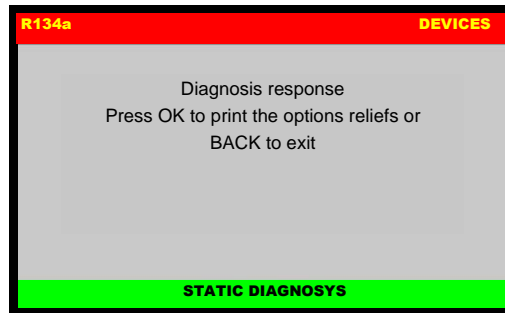 R134a DEVICES
Diagnosis response
Press OK to print the options reliefs or
BACK to exit
STATIC DIAGNOSYS